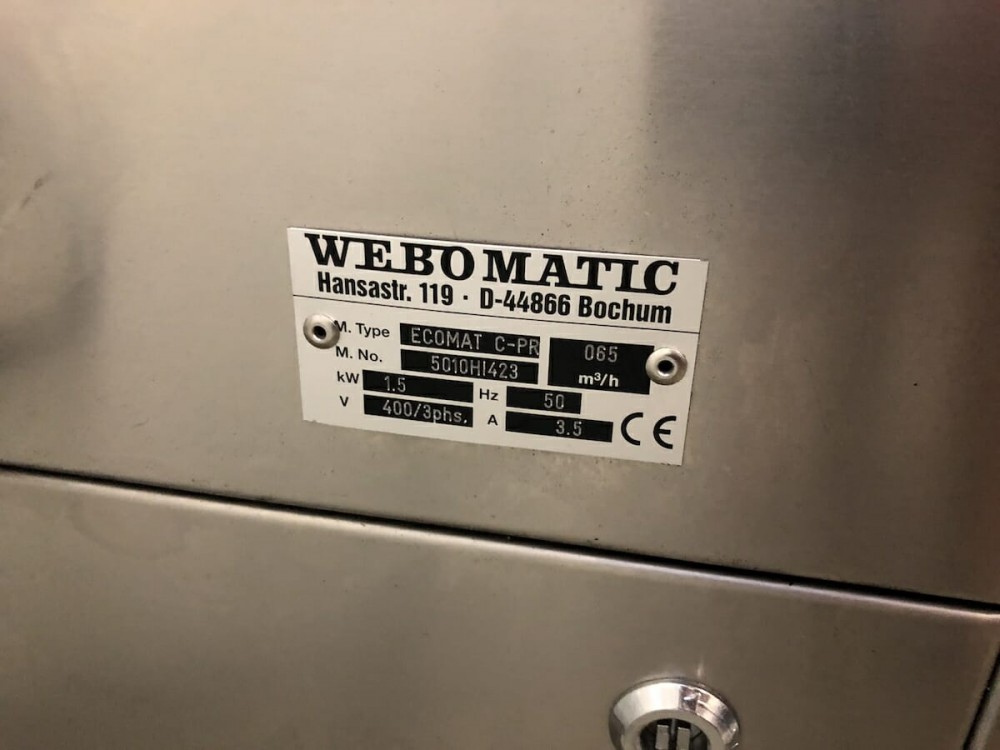 WEBOMATIC
Hansastr. 119 · D-44866 Bochum
M. Type ECOMAT C-PR 065
M. No. 5010HI423 m³/h
kW 1.5 Hz 50
V 400/3phs. A 3.5 CE